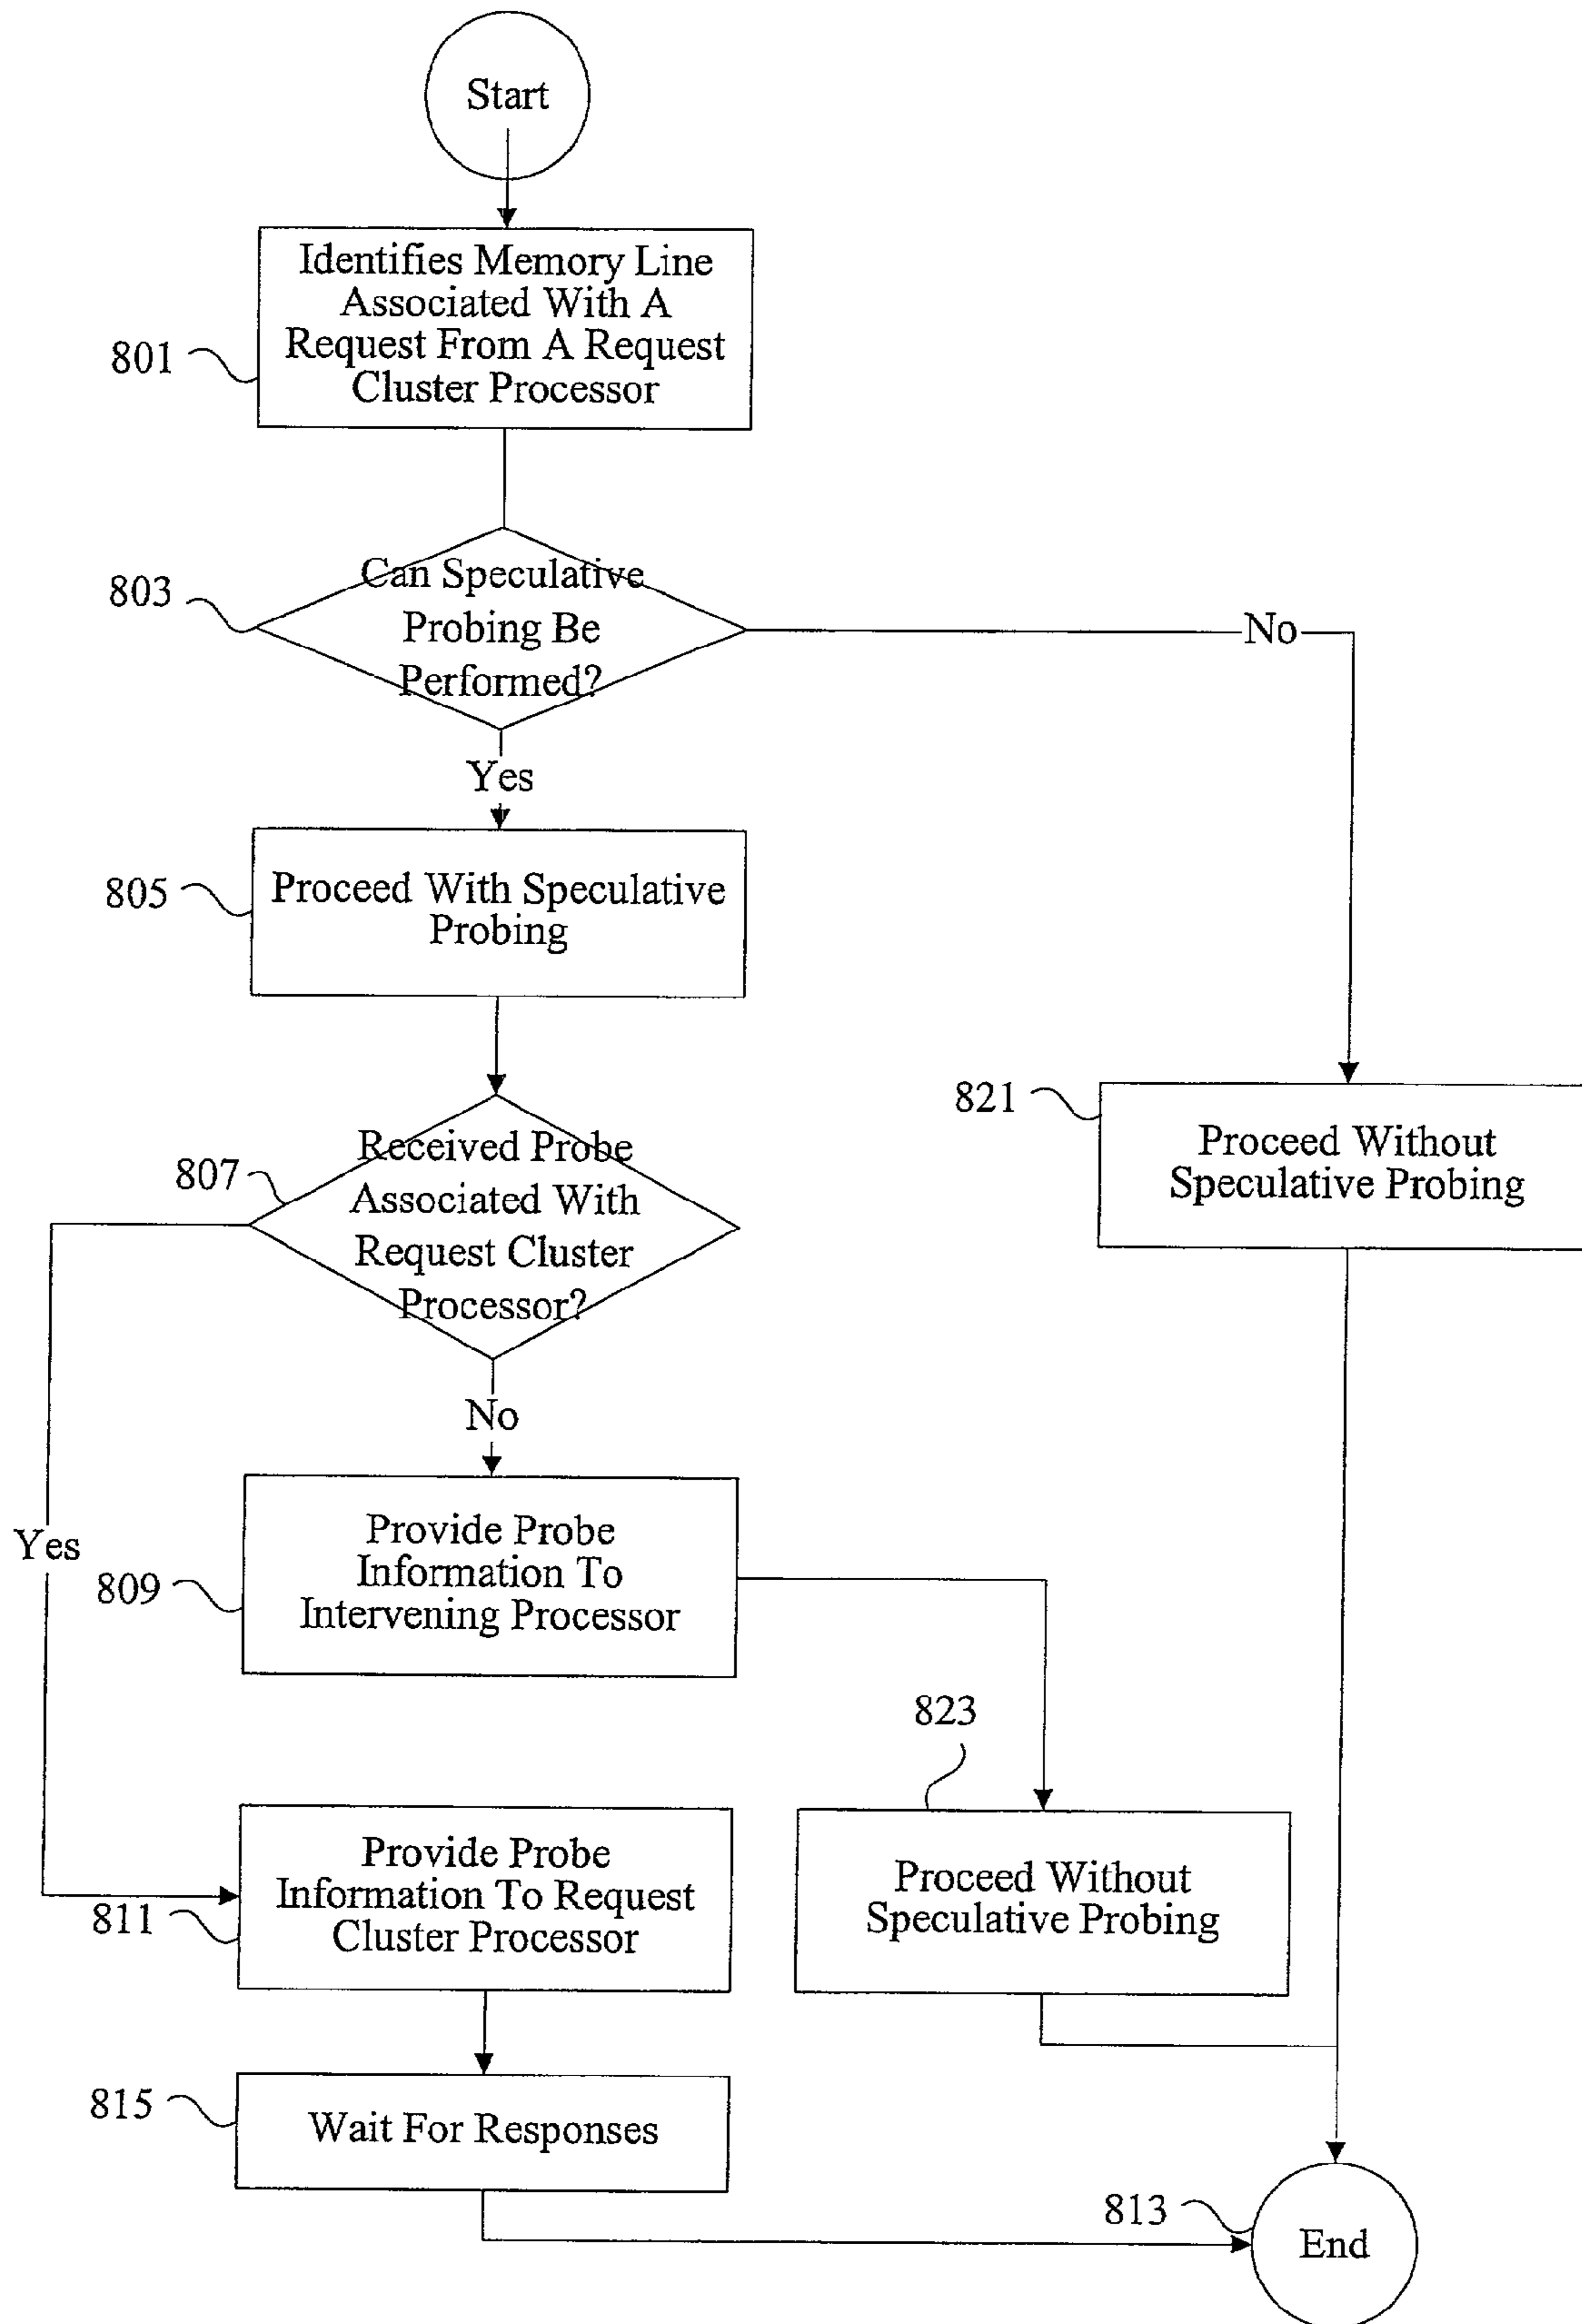 Start
Identifies Memory Line
Associated With A
Request From A Request
Cluster Processor
801
Can Speculative
Probing Be
Performed?
803
No
Yes
Proceed With Speculative
Probing
805
Received Probe
Associated With
Request Cluster
Processor?
807
821
Proceed Without
Speculative Probing
No
Yes
Provide Probe
Information To
Intervening Processor
809
823
Provide Probe
Information To Request
Cluster Processor
811
Proceed Without
Speculative Probing
815
Wait For Responses
813
End